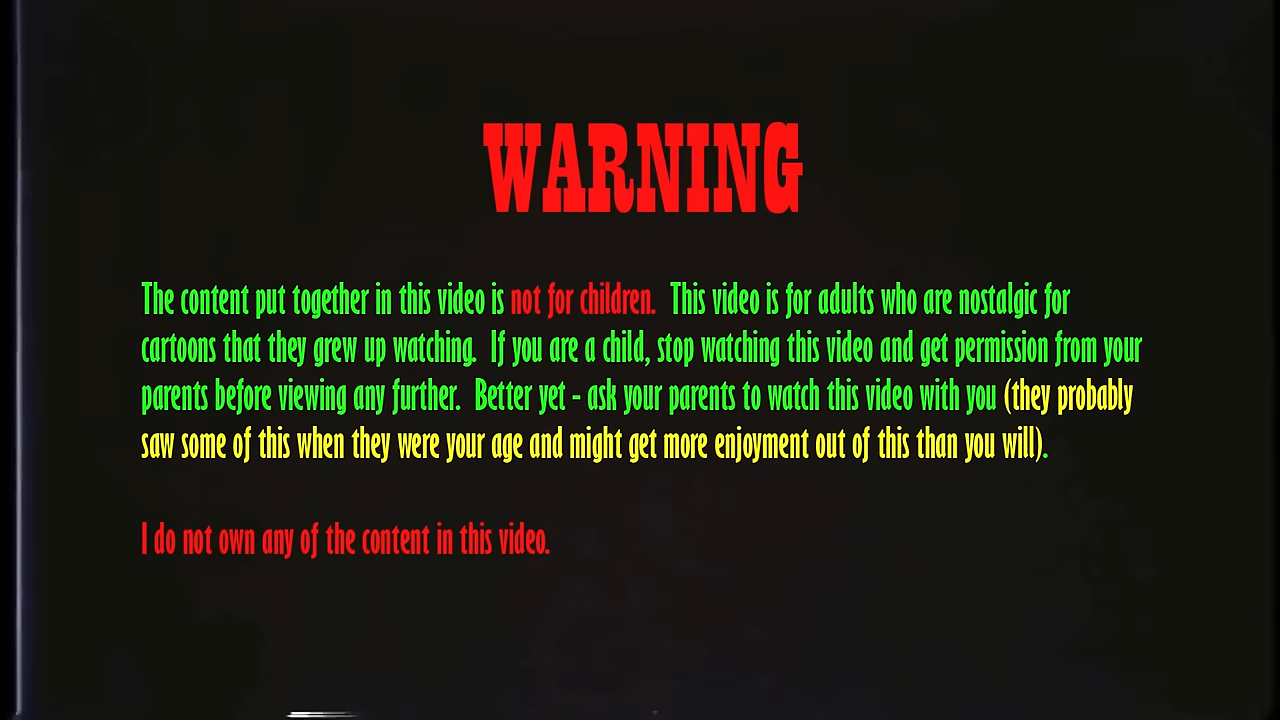 WARNING
The content put together in this video is not for children.  This video is for adults who are nostalgic for
cartoons that they grew up watching.  If you are a child, stop watching this video and get permission from your
parents before viewing any further.  Better yet - ask your parents to watch this video with you (they probably
saw some of this when they were your age and might get more enjoyment out of this than you will).
I do not own any of the content in this video.